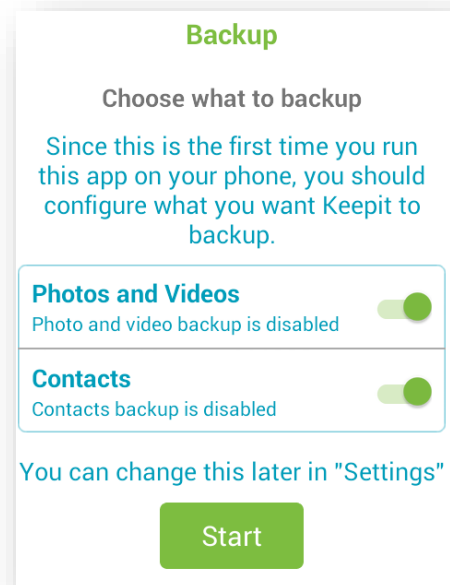 Backup
Choose what to backup
Since this is the first time you run
this app on your phone, you should
configure what you want Keepit to
backup.
Photos and Videos
Photo and video backup is disabled
Contacts
Contacts backup is disabled
You can change this later in "Settings"
Start